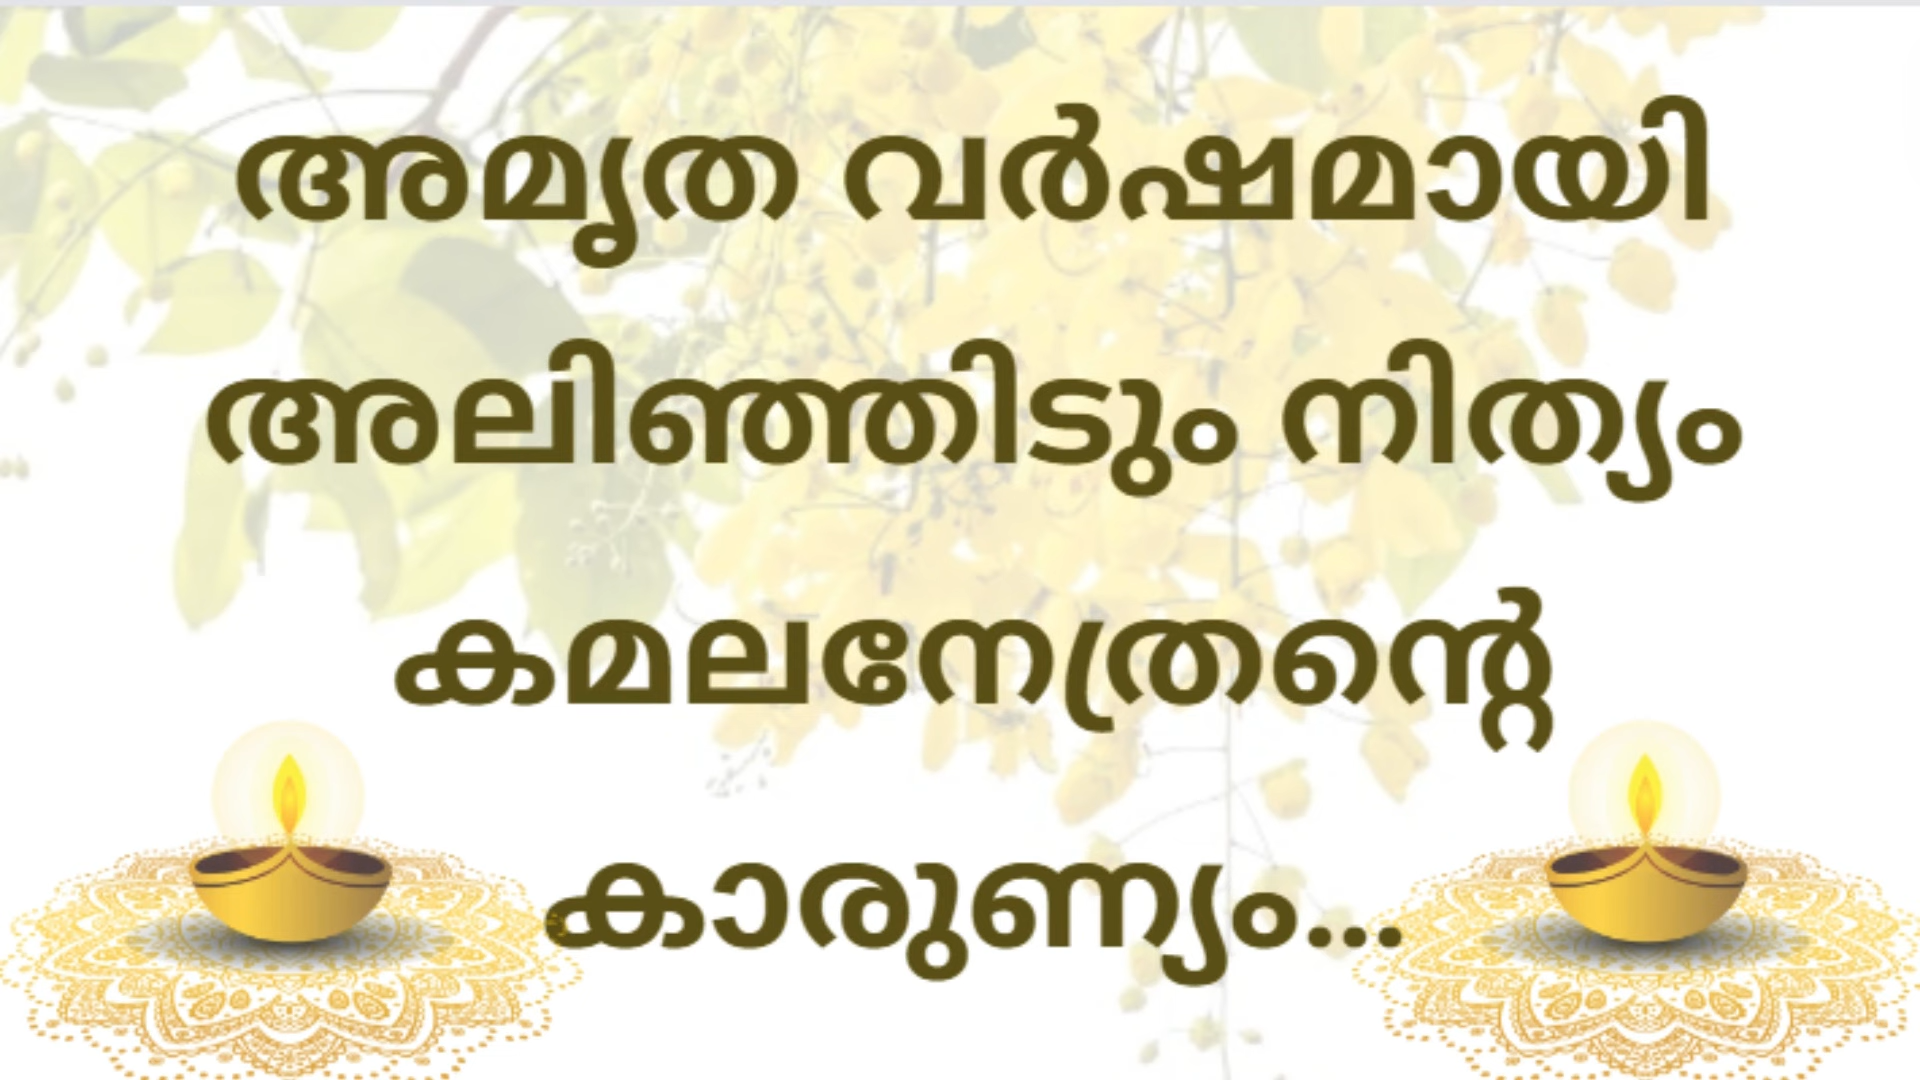 അമൃത വർഷമായി
അലിഞ്ഞിടും നിത്യം
കമലനേത്രന്റെ
കാരുണ്യം...